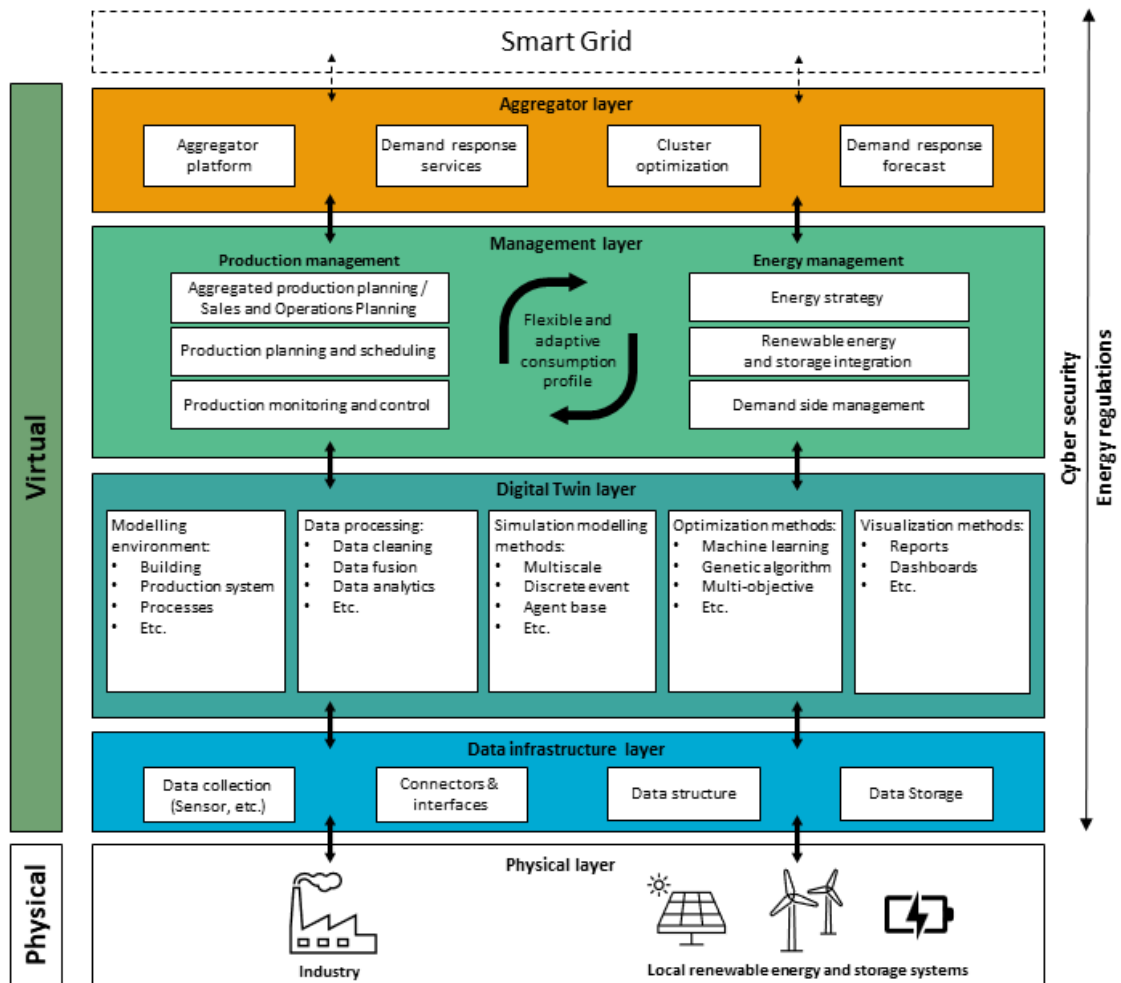 Smart Grid
Virtual
Aggregator layer
Aggregator
platform
Demand response
services
Cluster
optimization
Demand response
forecast
Management layer
Production management
Aggregated production planning /
Sales and Operations Planning
Production planning and scheduling
Production monitoring and control
Flexible and
adaptive
consumption
profile
Energy management
Energy strategy
Renewable energy
and storage integration
Demand side management
Cyber security
Energy regulations
Digital Twin layer
Modelling
environment:
• Building
• Production system
• Processes
• Etc.
Data processing:
• Data cleaning
• Data fusion
• Data analytics
• Etc.
Simulation modelling
methods:
• Multiscale
• Discrete event
• Agent base
• Etc.
Optimization methods:
• Machine learning
• Genetic algorithm
• Multi-objective
• Etc.
Visualization methods:
• Reports
• Dashboards
• Etc.
Data infrastructure layer
Data collection
(Sensor, etc.)
Connectors &
interfaces
Data structure
Data Storage
Physical
Physical layer
Industry
Local renewable energy and storage systems